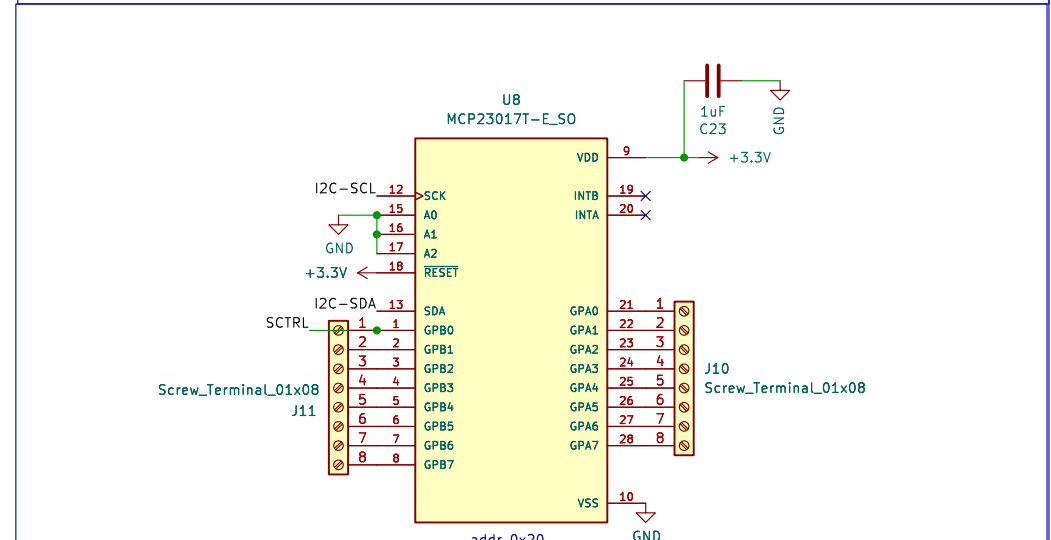 U8
MCP23017T-E_SO
1uF
C23
GND
9
VDD
+3.3V
I2C-SCL
12
SCK
15
A0
16
A1
17
A2
18
RESET
GND
+3.3V
INTB
19
INTA
20
I2C-SDA
13
SDA
SCTRL
1 1 GPB0
2 2 GPB1
3 3 GPB2
4 4 GPB3
5 5 GPB4
6 6 GPB5
7 7 GPB6
8 8 GPB7
Screw_Terminal_01x08
J11
GPA0 21 1
GPA1 22 2
GPA2 23 3
GPA3 24 4
GPA4 25 5
GPA5 26 6
GPA6 27 7
GPA7 28 8
J10
Screw_Terminal_01x08
VSS 10
GND
addr 0x20